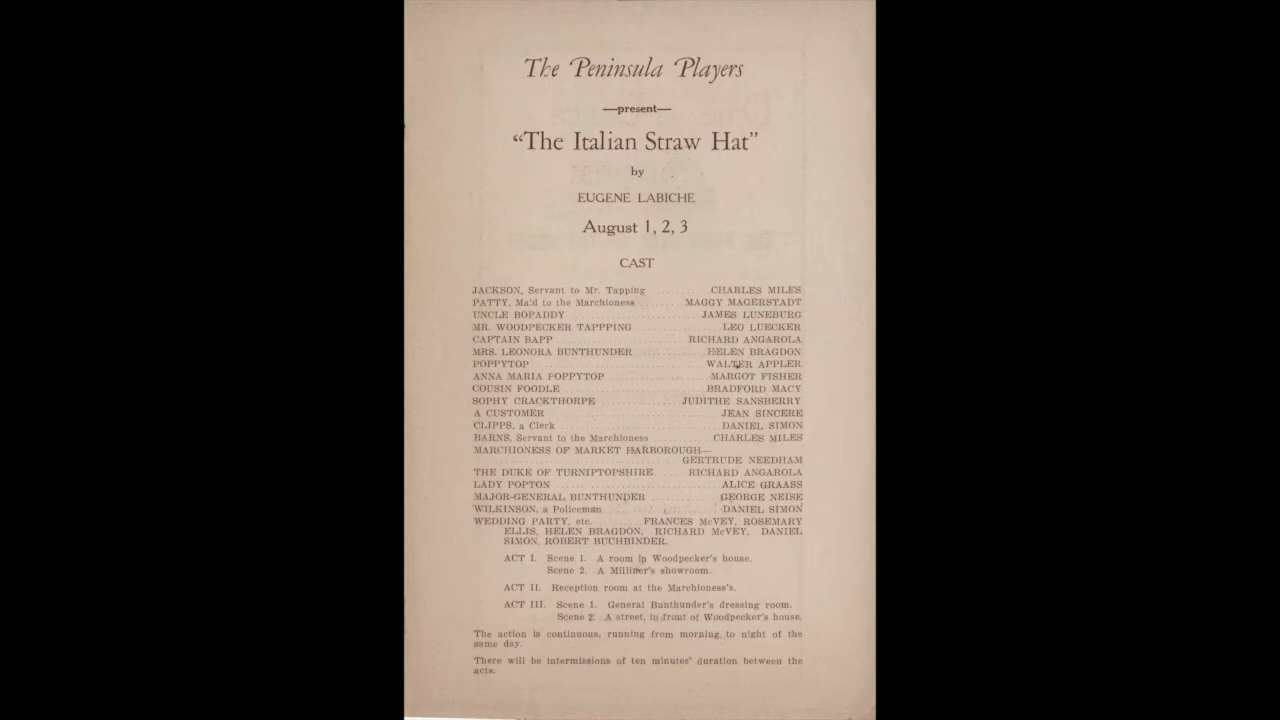 The Peninsula Players
—present—
“The Italian Straw Hat”
by
EUGENE LABICHE
August 1, 2, 3
CAST
JACKSON, Servant to Mr. Tapping .......... CHARLES MILES
PATTY, Maid to the Marchioness ....... MAGGY MAGERSTADT
UNCLE BOPADDY .......... JAMES LUNEBURG
MR. WOODPECKER TAPPPING .......... LEO LUECKER
CAPTAIN BAPP .......... RICHARD ANGAROLA
MRS. LEONORA BUNTHUNDER .......... HELEN BRAGDON
POPPYTOP .......... WALTER APPLER
ANNA MARIA POPPYTOP .......... MARGOT FISHER
COUSIN FOODLE .......... BRADFORD MACY
SOPHY CRACKTHORPE .......... JUDITHE SANSBERRY
A CUSTOMER .......... JEAN SINCERE
CLIPPS, a Clerk .......... DANIEL SIMON
BARNS, Servant to the Marchioness .......... CHARLES MILES
MARCHIONESS OF MARKET HARBOROUGH—
.......... GERTRUDE NEEDHAM
THE DUKE OF TURNIPTOPSHIRE ...... RICHARD ANGAROLA
LADY POPTON .......... ALICE GRAASS
MAJOR-GENERAL BUNTHUNDER .......... GEORGE NEISE
WILKINSON, a Policeman .......... DANIEL SIMON
WEDDING PARTY, etc. ........ FRANCES McVEY, ROSEMARY
ELLIS, HELEN BRAGDON, RICHARD McVEY, DANIEL
SIMON, ROBERT BUCHBINDER.
ACT I. Scene 1. A room in Woodpecker's house.
Scene 2. A Milliner's showroom.
ACT II. Reception room at the Marchioness's.
ACT III. Scene 1. General Bunthunder's dressing room.
Scene 2. A street, in front of Woodpecker's house.
The action is continuous, running from morning to night of the
same day.
There will be intermissions of ten minutes' duration between the
acts.